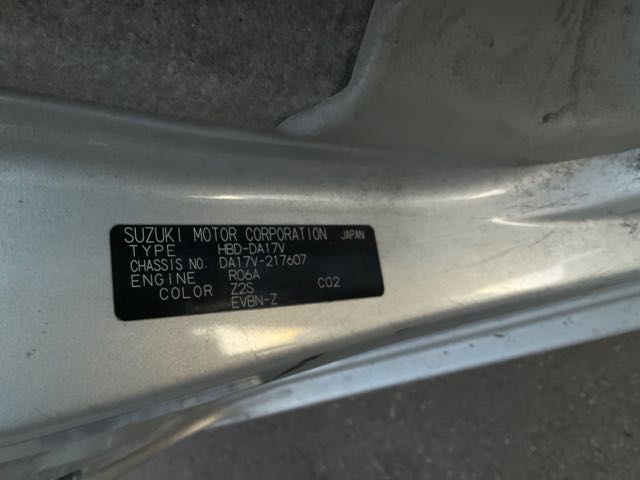 SUZUKI MOTOR CORPORATION JAPAN
TYPE HBD-DA17V
CHASSIS NO. DA17V-217607
ENGINE R06A
COLOR Z2S C02
EVBN-Z